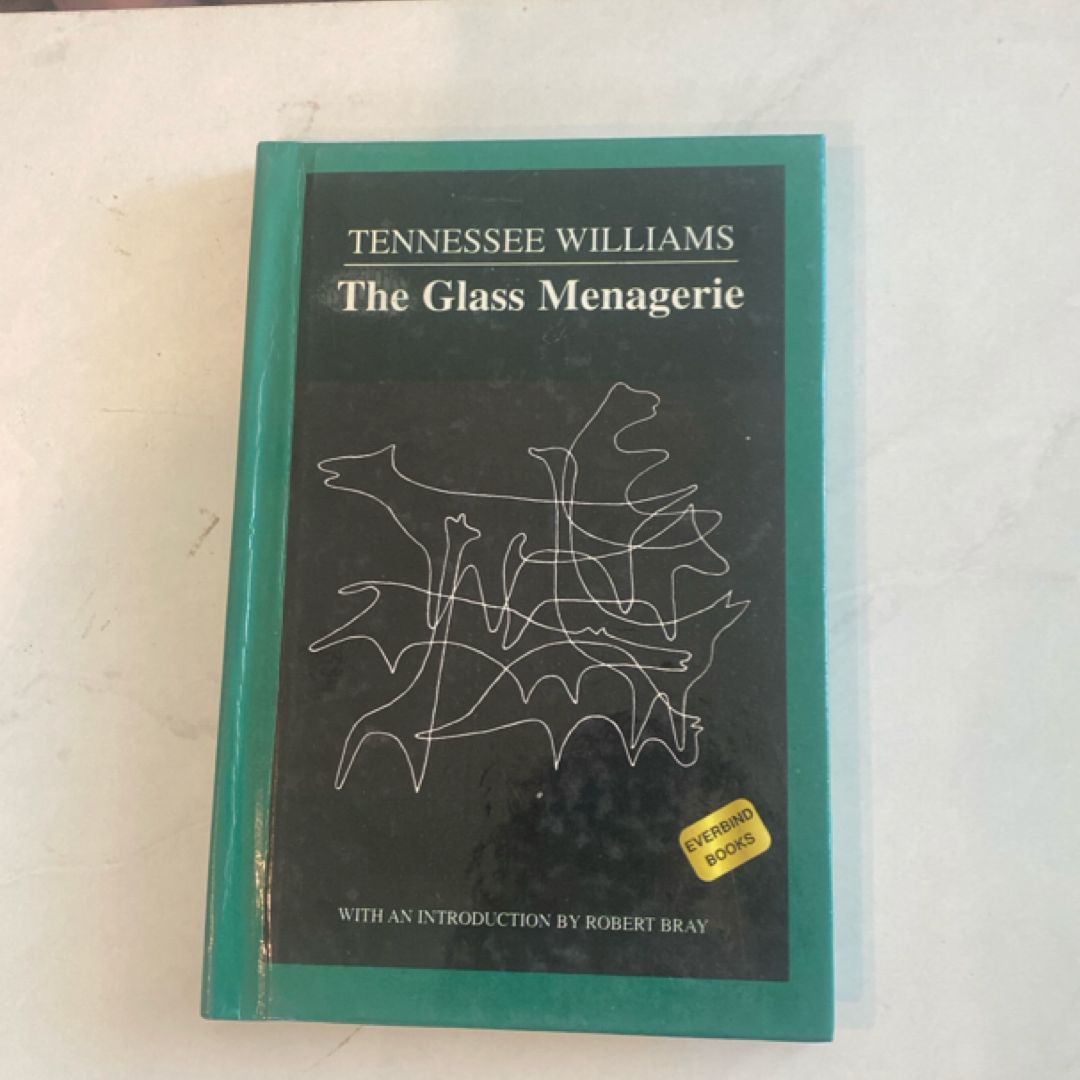 TENNESSEE WILLIAMS
The Glass Menagerie
EVERBIND
BOOKS
WITH AN INTRODUCTION BY ROBERT BRAY